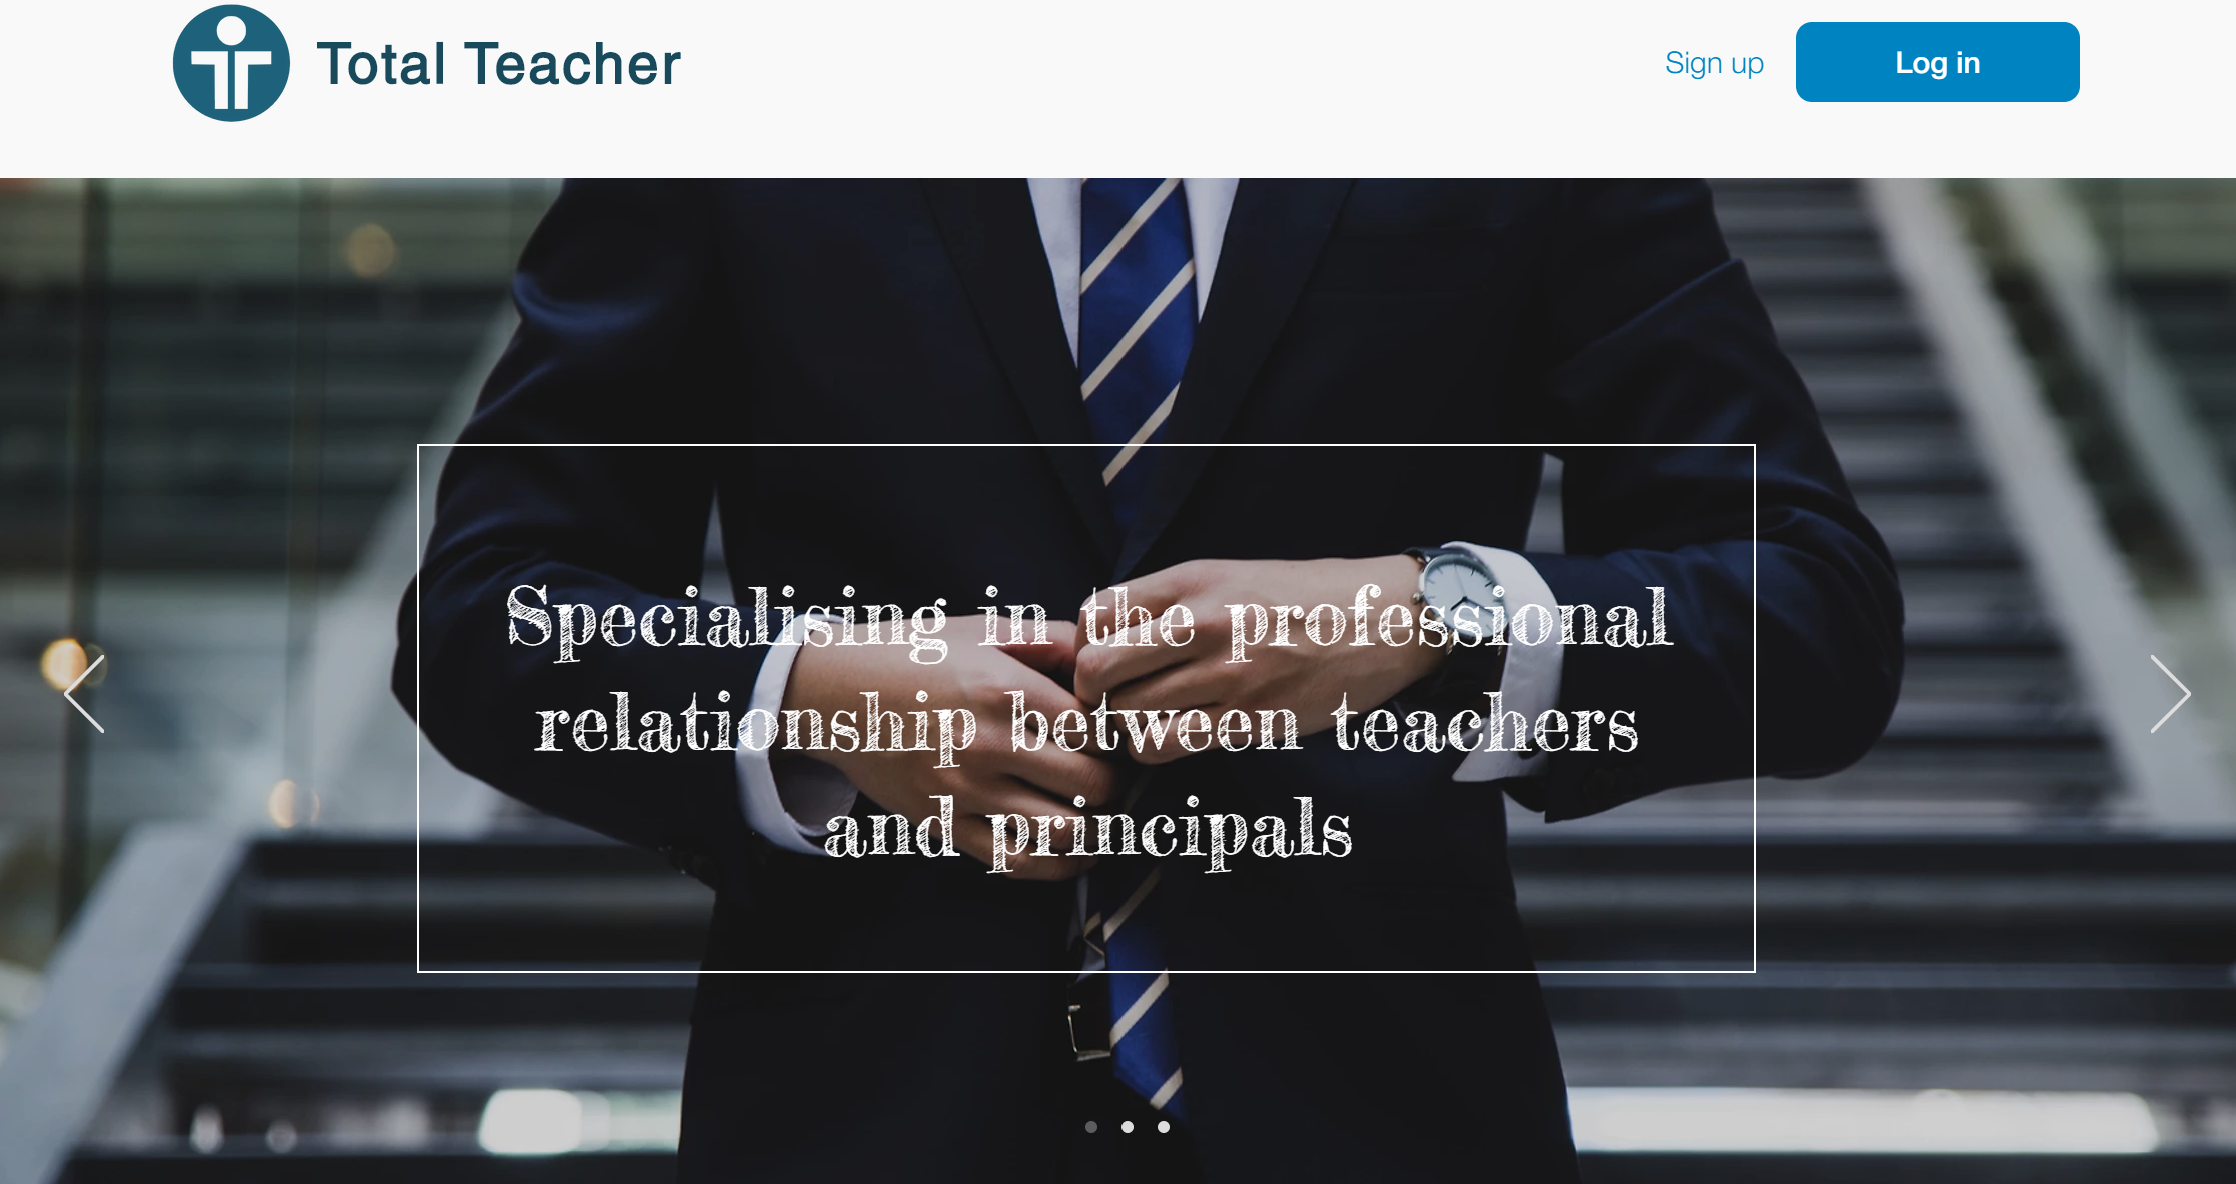 Total Teacher
Sign up
Log in
Specialising in the professional
relationship between teachers
and principals